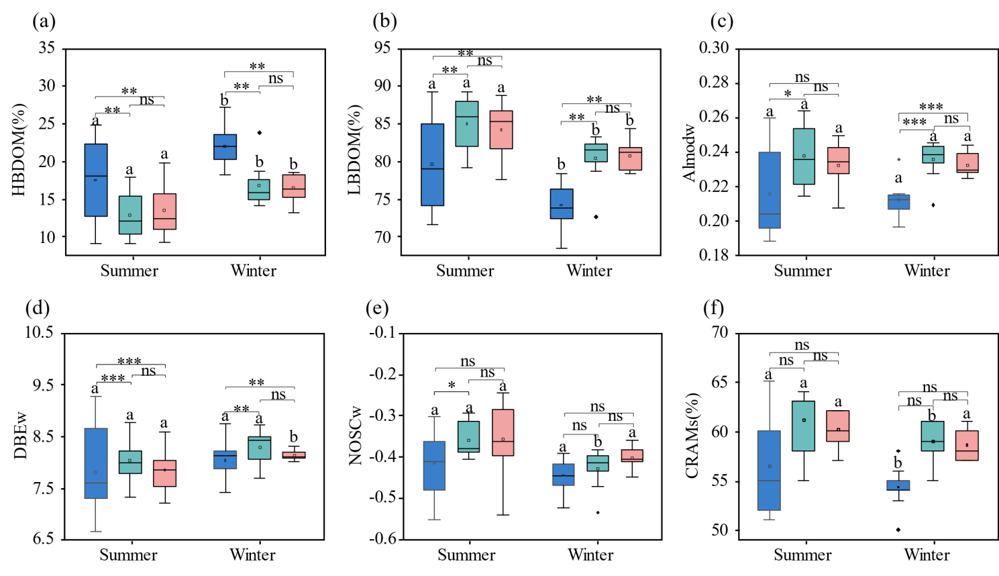 (a)
HBDOM(%)
35
30
25
20
15
10
** ns ** a a a
** ns ** b b b
Summer Winter
(b)
LBDOM(%)
95
90
85
80
75
70
** ns ** a a a
** ns ** b b b
Summer Winter
(c)
Almodw
0.30
0.28
0.26
0.24
0.22
0.20
0.18
ns ns * a a a
*** ns *** a a a
Summer Winter
(d)
DBEw
10.5
9.5
8.5
7.5
6.5
*** ns *** a a a
** ns ** a a b
Summer Winter
(e)
NOSCw
-0.1
-0.2
-0.3
-0.4
-0.5
-0.6
ns ns * a a a
ns ns ns a b a
Summer Winter
(f)
CRAMs(%)
70
65
60
55
50
ns ns ns a a a
ns ns ns b b a
Summer Winter